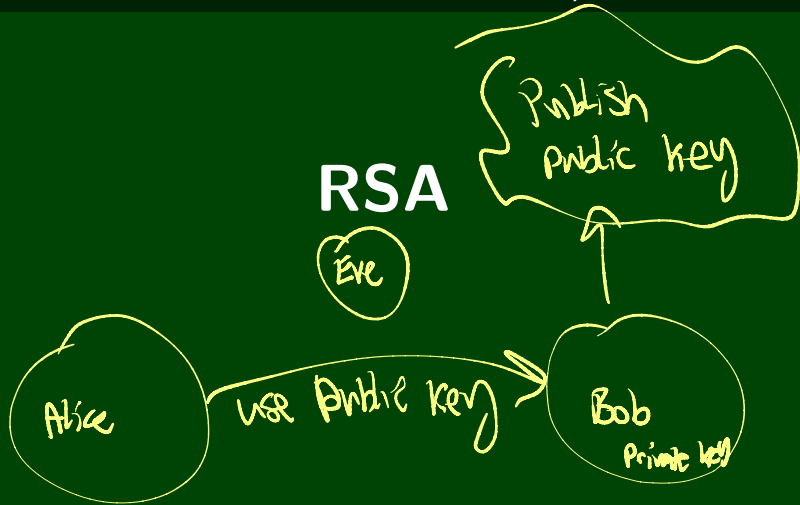 Publish
public key
RSA
Eve
Alice
use public key
Bob
Private key